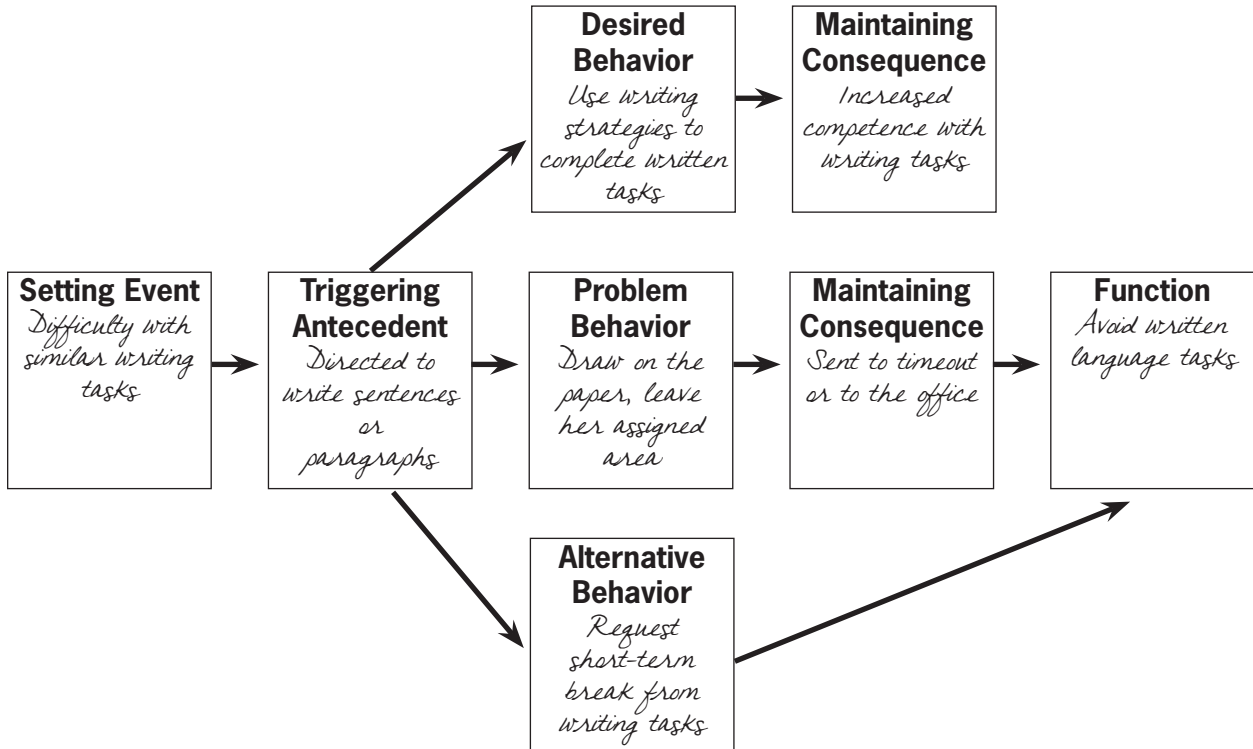 Desired
Behavior
Use writing
strategies to
complete written
tasks
Maintaining
Consequence
Increased
competence with
writing tasks
Setting Event
Difficulty with
similar writing
tasks
Triggering
Antecedent
Directed to
write sentences
or
paragraphs
Problem
Behavior
Draw on the
paper, leave
her assigned
area
Maintaining
Consequence
Sent to timeout
or to the office
Function
Avoid written
language tasks
Alternative
Behavior
Request
short-term
break from
writing tasks